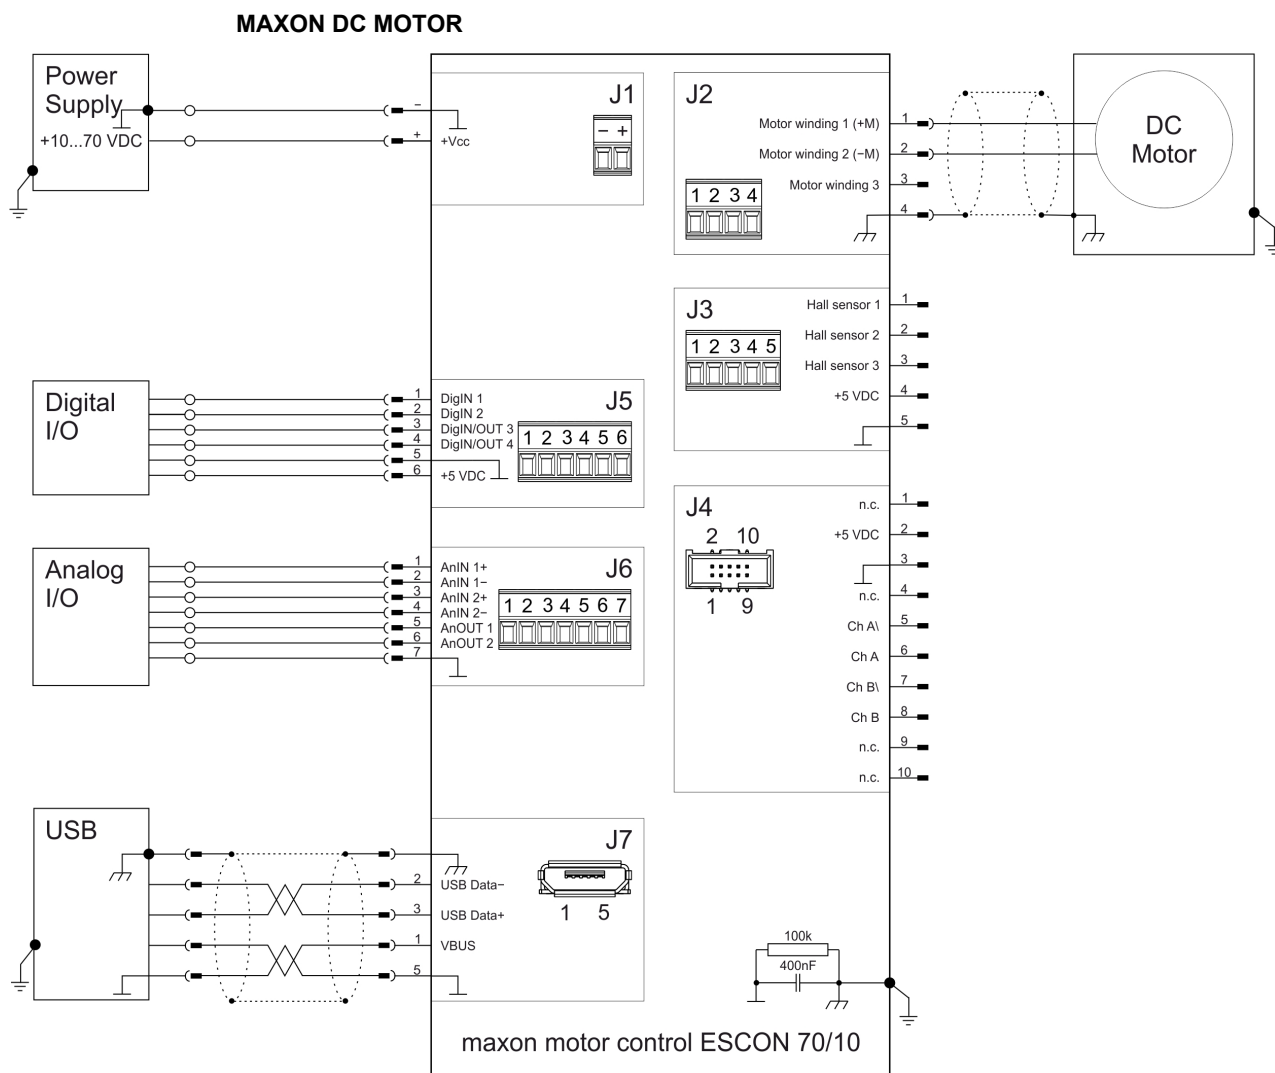 MAXON DC MOTOR
Power
Supply
+10...70 VDC
−
+
+Vcc
J1
− +
J2
Motor winding 1 (+M)
1
Motor winding 2 (−M)
2
Motor winding 3
3
4
1 2 3 4
DC
Motor
J3
1 2 3 4 5
Hall sensor 1
1
Hall sensor 2
2
Hall sensor 3
3
+5 VDC
4
5
Digital
I/O
1
DigIN 1
2
DigIN 2
3
DigIN/OUT 3
4
DigIN/OUT 4
5
6
+5 VDC
J5
1 2 3 4 5 6
J4
2 10
1 9
n.c.
1
+5 VDC
2
3
n.c.
4
Ch A\
5
Ch A
6
Ch B\
7
Ch B
8
n.c.
9
n.c.
10
Analog
I/O
1
AnIN 1+
2
AnIN 1−
3
AnIN 2+
4
AnIN 2−
5
AnOUT 1
6
AnOUT 2
7
J6
1 2 3 4 5 6 7
USB
2
USB Data−
3
USB Data+
1
VBUS
5
J7
1 5
100k
400nF
maxon motor control ESCON 70/10